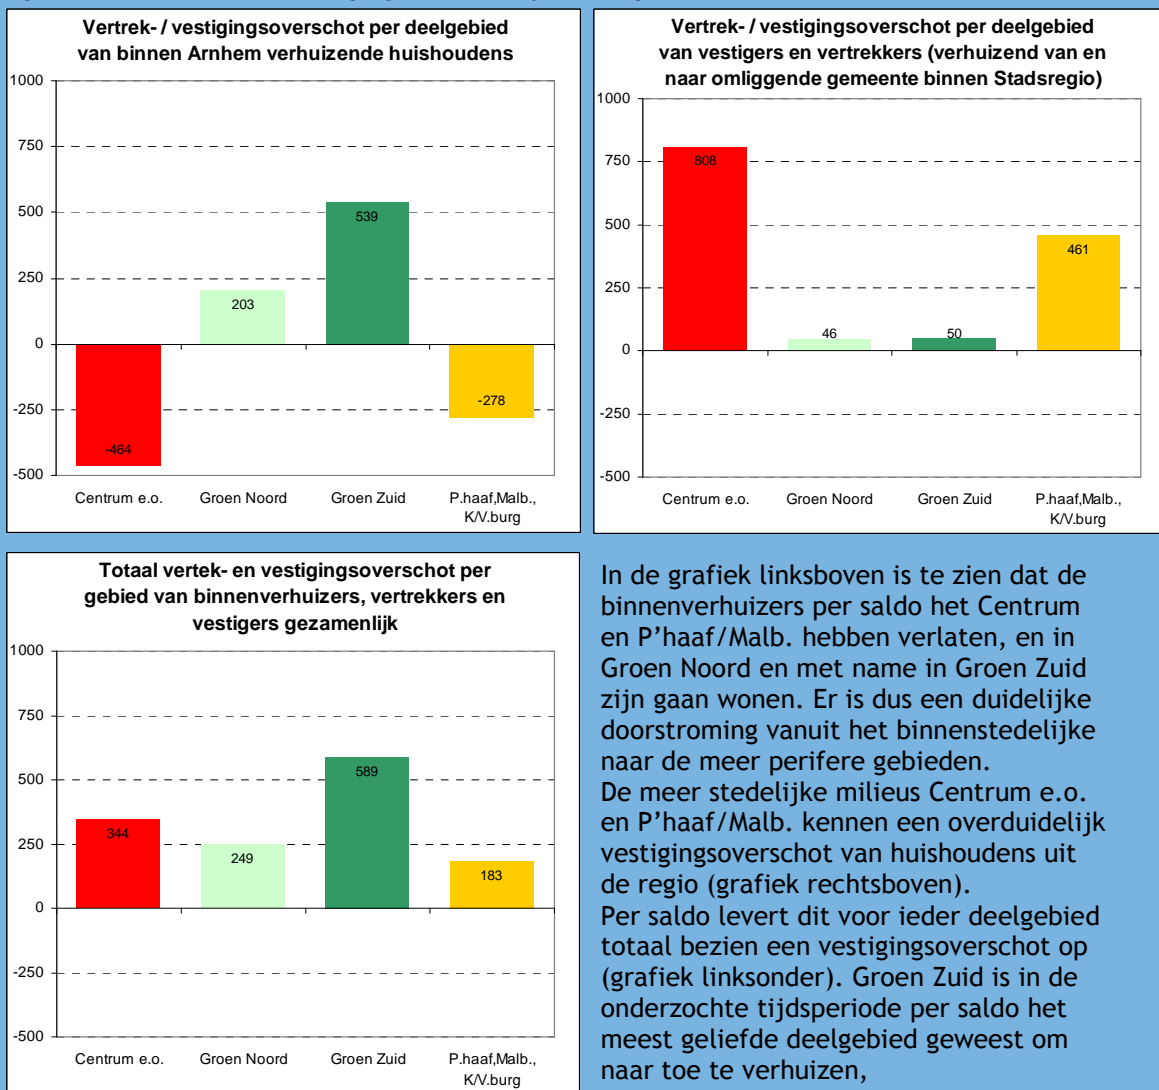 Vertrek- / vestigingsoverschot per deelgebied
van binnen Arnhem verhuizende huishoudens
1000
750
500
250
0
-250
-500
-464
203
539
-278
Centrum e.o.
Groen Noord
Groen Zuid
P.haaf,Malb.,
K/V.burg
Vertrek- / vestigingsoverschot per deelgebied
van vestigers en vertrekkers (verhuizend van en
naar omliggende gemeente binnen Stadsregio)
1000
750
500
250
0
-250
-500
808
46
50
461
Centrum e.o.
Groen Noord
Groen Zuid
P.haaf,Malb.,
K/V.burg
Totaal vertek- en vestigingsoverschot per
gebied van binnenverhuizers, vertrekkers en
vestigers gezamenlijk
1000
750
500
250
0
-250
-500
344
249
589
183
Centrum e.o.
Groen Noord
Groen Zuid
P.haaf,Malb.,
K/V.burg
In de grafiek linksboven is te zien dat de
binnenverhuizers per saldo het Centrum
en P’haaf/Malb. hebben verlaten, en in
Groen Noord en met name in Groen Zuid
zijn gaan wonen. Er is dus een duidelijke
doorstroming vanuit het binnenstedelijke
naar de meer perifere gebieden.
De meer stedelijke milieus Centrum e.o.
en P’haaf/Malb. kennen een overduidelijk
vestigingsoverschot van huishoudens uit
de regio (grafiek rechtsboven).
Per saldo levert dit voor ieder deelgebied
totaal bezien een vestigingsoverschot op
(grafiek linksonder). Groen Zuid is in de
onderzochte tijdsperiode per saldo het
meest geliefde deelgebied geweest om
naar toe te verhuizen,